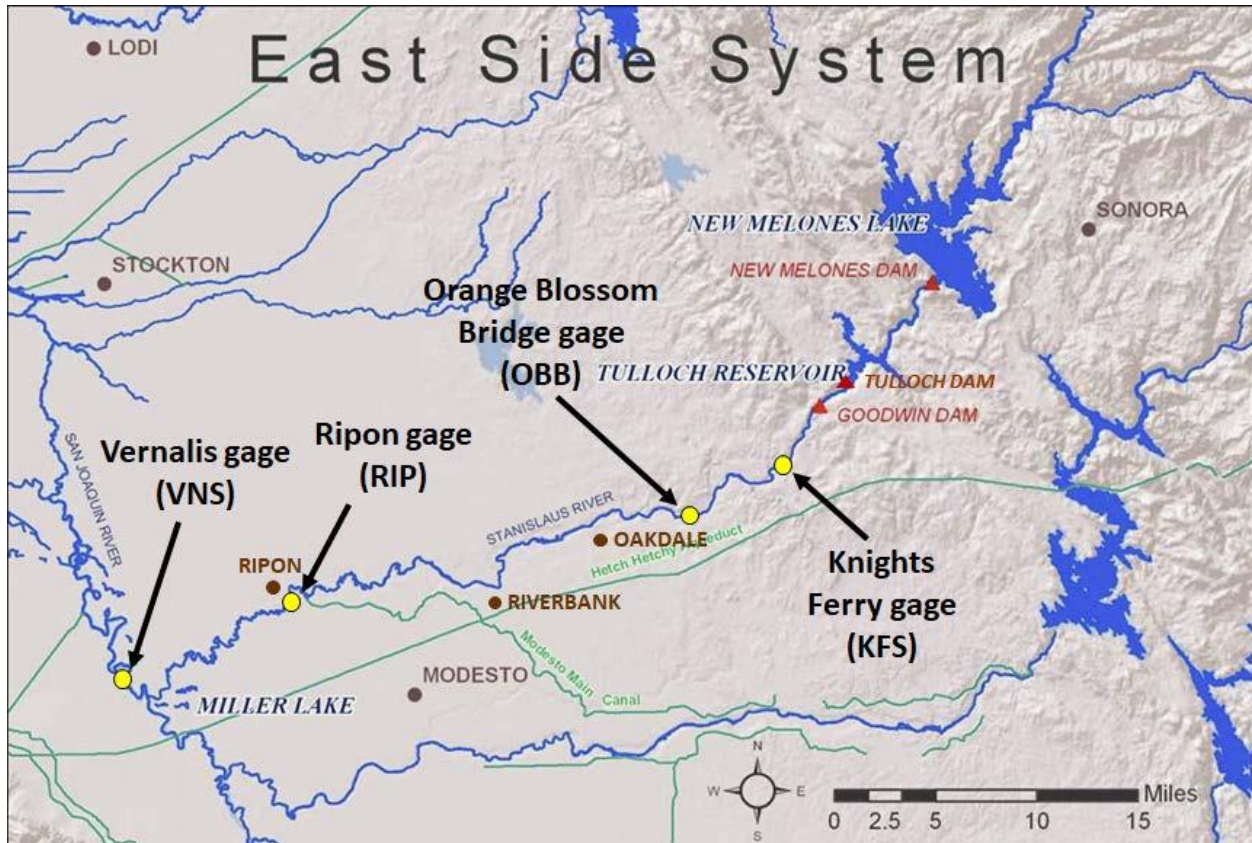 East Side System
LODI
STOCKTON
SONORA
NEW MELONES LAKE
NEW MELONES DAM
Orange Blossom
Bridge gage
(OBB)
TULLOCH RESERVOIR
TULLOCH DAM
GOODWIN DAM
SAN JOAQUIN RIVER
Vernalis gage
(VNS)
Ripon gage
(RIP)
STANISLAUS RIVER
OAKDALE
Hetch Hetchy
Knights
Ferry gage
(KFS)
RIPON
RIVERBANK
Modesto Main
Canal
MODESTO
MILLER LAKE
N
W
E
S
Miles
0 2.5 5 10 15